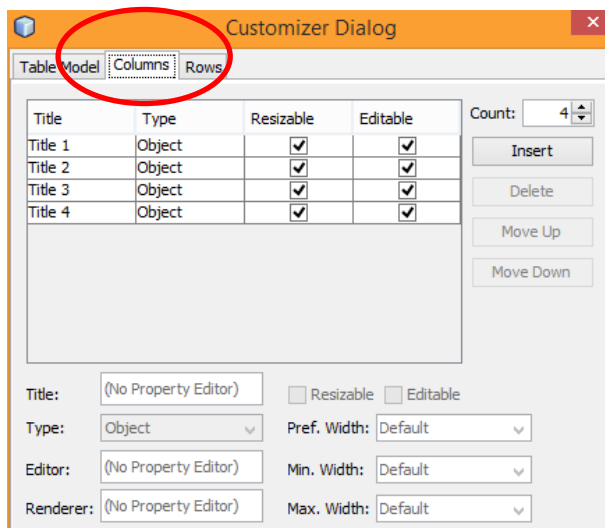 Customizer Dialog
Table Model Columns Rows
Title Type Resizable Editable Count: 4
Title 1 Object Insert
Title 2 Object
Title 3 Object Delete
Title 4 Object
Move Up
Move Down
Title: (No Property Editor) Resizable Editable
Type: Object Pref. Width: Default
Editor: (No Property Editor) Min. Width: Default
Renderer: (No Property Editor) Max. Width: Default